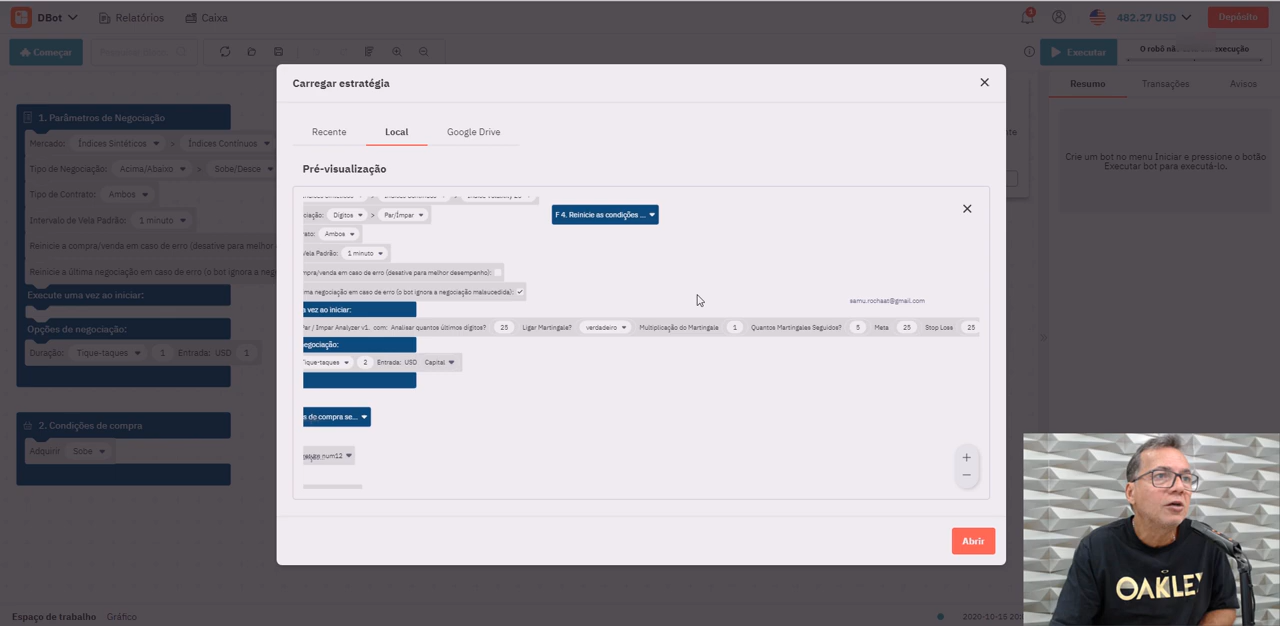 DBot
Relatórios
Caixa
1
482.27 USD
Depósito
Começar
Executar
O robô nã
execução
Resumo
Transações
Avisos
Crie um bot no menu Iniciar e pressione o botão
Executar bot para executá-lo.
1. Parâmetros de Negociação
Mercado: Índices Sintéticos > Índices Contínuos
Tipo de Negociação: Acima/Abaixo > Sobe/Desce
Tipo de Contrato: Ambos
Intervalo de Vela Padrão: 1 minuto
Reinicie a compra/venda em caso de erro (desative para melhor
Reinicie a última negociação em caso de erro (o bot ignora a neg
Execute uma vez ao iniciar:
Opções de negociação:
Duração: Tique-taques 1 Entrada: USD 1
2. Condições de compra
Adquirir Sobe
Carregar estratégia
Recente
Local
Google Drive
Pré-visualização
ciação: Dígitos > Par/Ímpar
F 4. Reinicie as condições ...
rato: Ambos
Vela Padrão: 1 minuto
mpra/venda em caso de erro (desative para melhor desempenho):
ma negociação em caso de erro (o bot ignora a negociação malsucedida):
samu.rochaat@gmail.com
a vez ao iniciar:
Par / Impar Analyzer v1. com: Analisar quantos últimos dígitos? 25 Ligar Martingale? verdadeiro Multiplicação do Martingale 1 Quantos Martingales Seguidos? 5 Meta 25 Stop Loss 25
egociação:
Tique-taques 2 Entrada: USD Capital
s de compra se...
num12
Abrir
OAKLEY
Espaço de trabalho
Gráfico
2020-10-15 20: